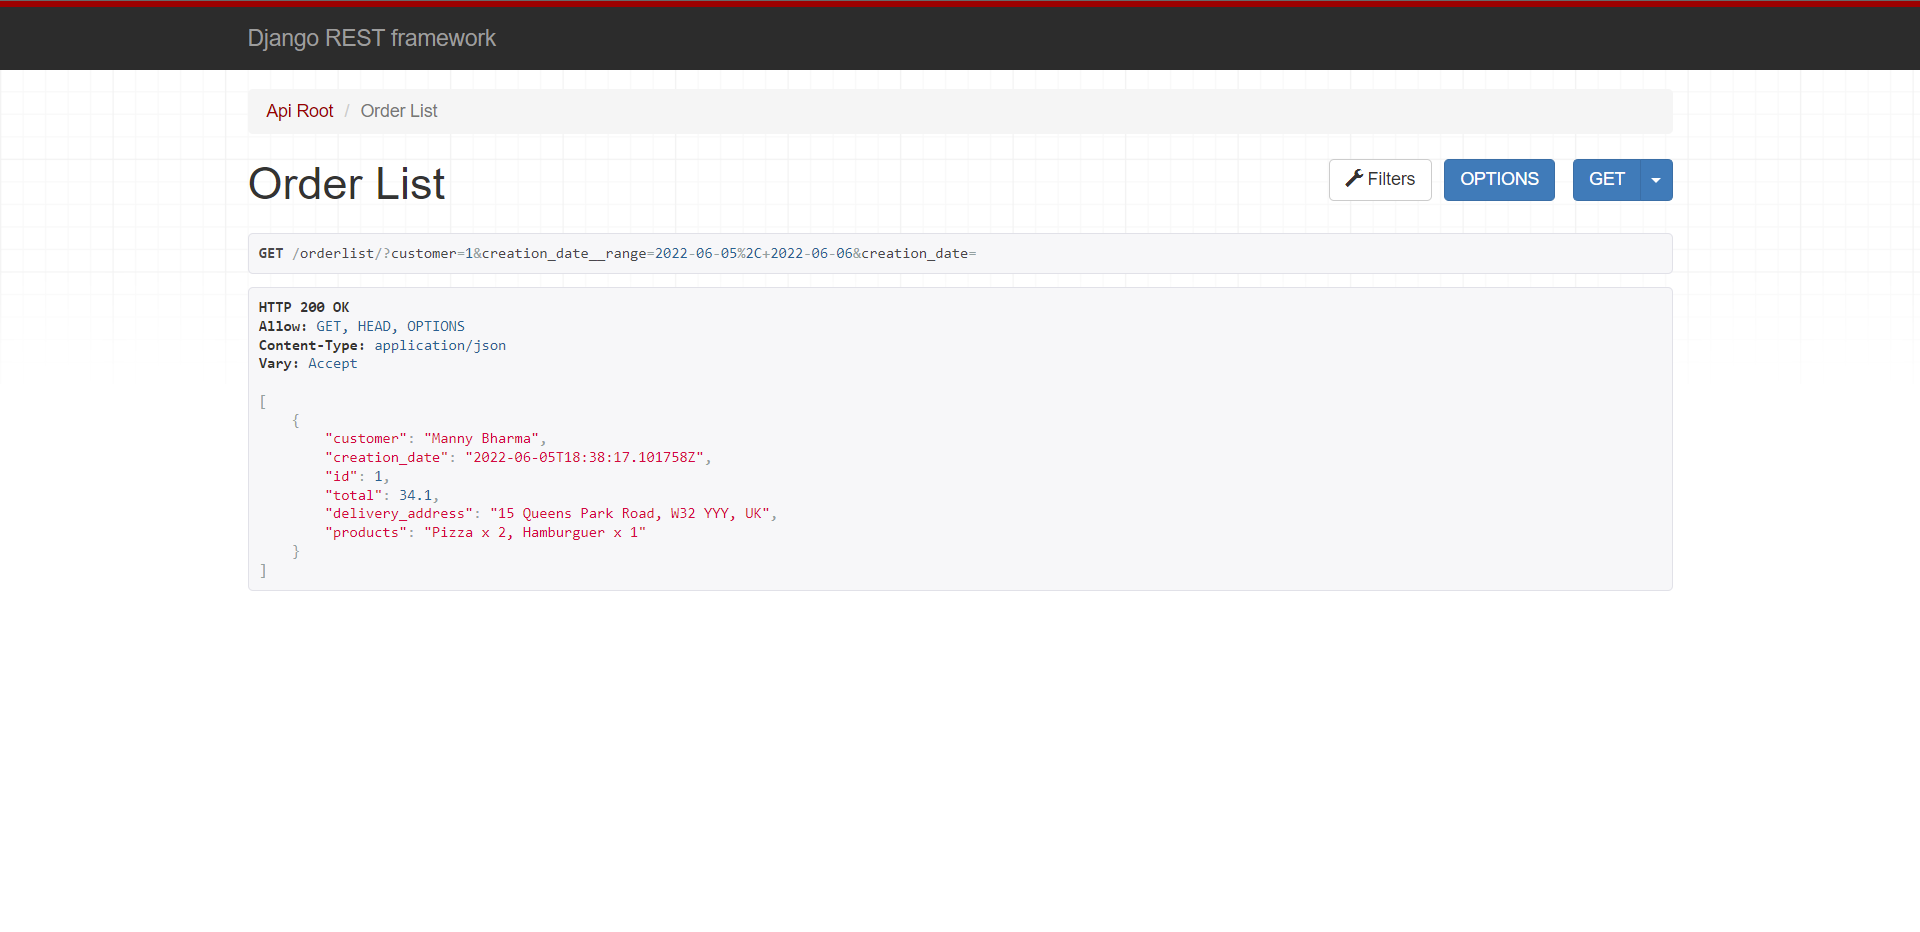 Django REST framework
Api Root / Order List
Order List
Filters
OPTIONS
GET
GET /orderlist/?customer=1&creation_date__range=2022-06-05%2C+2022-06-06&creation_date=
HTTP 200 OK
Allow: GET, HEAD, OPTIONS
Content-Type: application/json
Vary: Accept
[
    {
        "customer": "Manny Bharma",
        "creation_date": "2022-06-05T18:38:17.101758Z",
        "id": 1,
        "total": 34.1,
        "delivery_address": "15 Queens Park Road, W32 YYY, UK",
        "products": "Pizza x 2, Hamburguer x 1"
    }
]